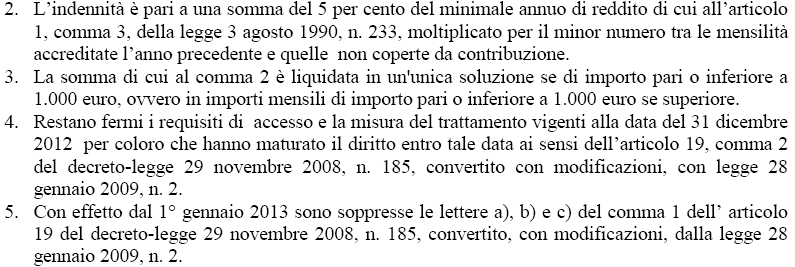 2. L’indennità è pari a una somma del 5 per cento del minimale annuo di reddito di cui all’articolo
1, comma 3, della legge 3 agosto 1990, n. 233, moltiplicato per il minor numero tra le mensilità
accreditate l’anno precedente e quelle non coperte da contribuzione.
3. La somma di cui al comma 2 è liquidata in un'unica soluzione se di importo pari o inferiore a
1.000 euro, ovvero in importi mensili di importo pari o inferiore a 1.000 euro se superiore.
4. Restano fermi i requisiti di accesso e la misura del trattamento vigenti alla data del 31 dicembre
2012 per coloro che hanno maturato il diritto entro tale data ai sensi dell’articolo 19, comma 2
del decreto-legge 29 novembre 2008, n. 185, convertito con modificazioni, con legge 28
gennaio 2009, n. 2.
5. Con effetto dal 1° gennaio 2013 sono soppresse le lettere a), b) e c) del comma 1 dell’ articolo
19 del decreto-legge 29 novembre 2008, n. 185, convertito, con modificazioni, dalla legge 28
gennaio 2009, n. 2.